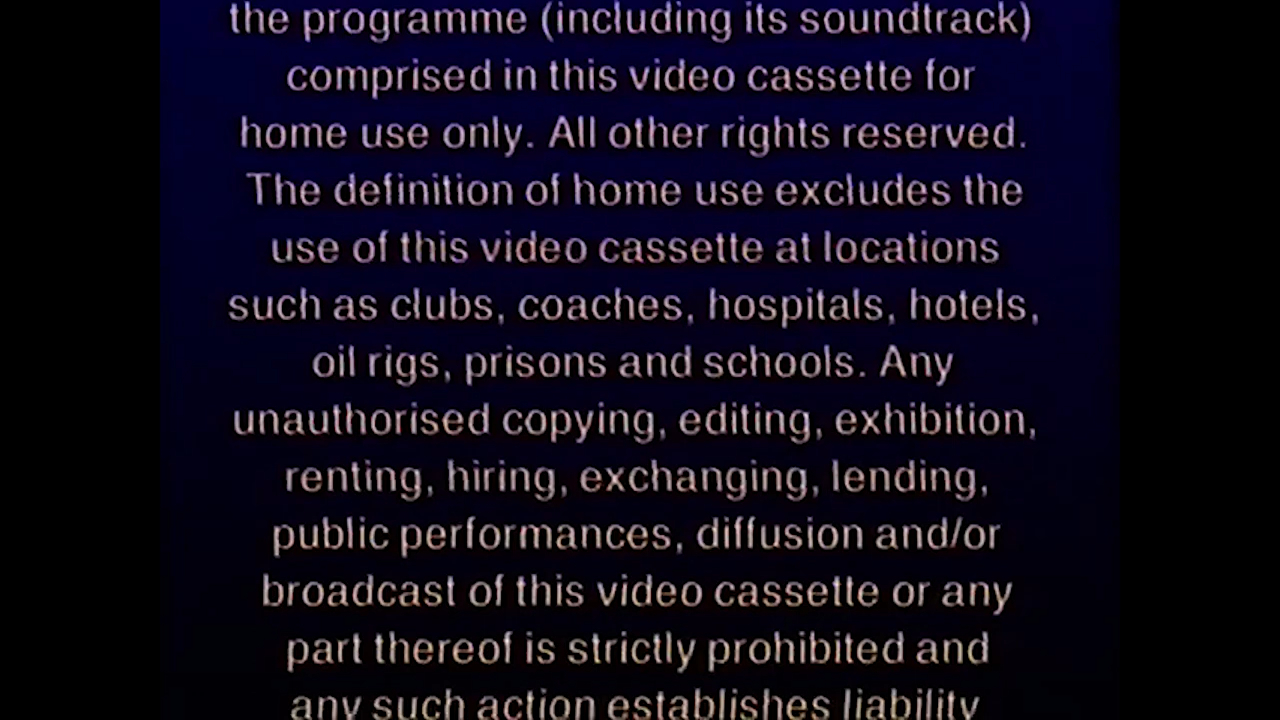 the programme (including its soundtrack)
comprised in this video cassette for
home use only. All other rights reserved.
The definition of home use excludes the
use of this video cassette at locations
such as clubs, coaches, hospitals, hotels,
oil rigs, prisons and schools. Any
unauthorised copying, editing, exhibition,
renting, hiring, exchanging, lending,
public performances, diffusion and/or
broadcast of this video cassette or any
part thereof is strictly prohibited and
any such action establishes liability